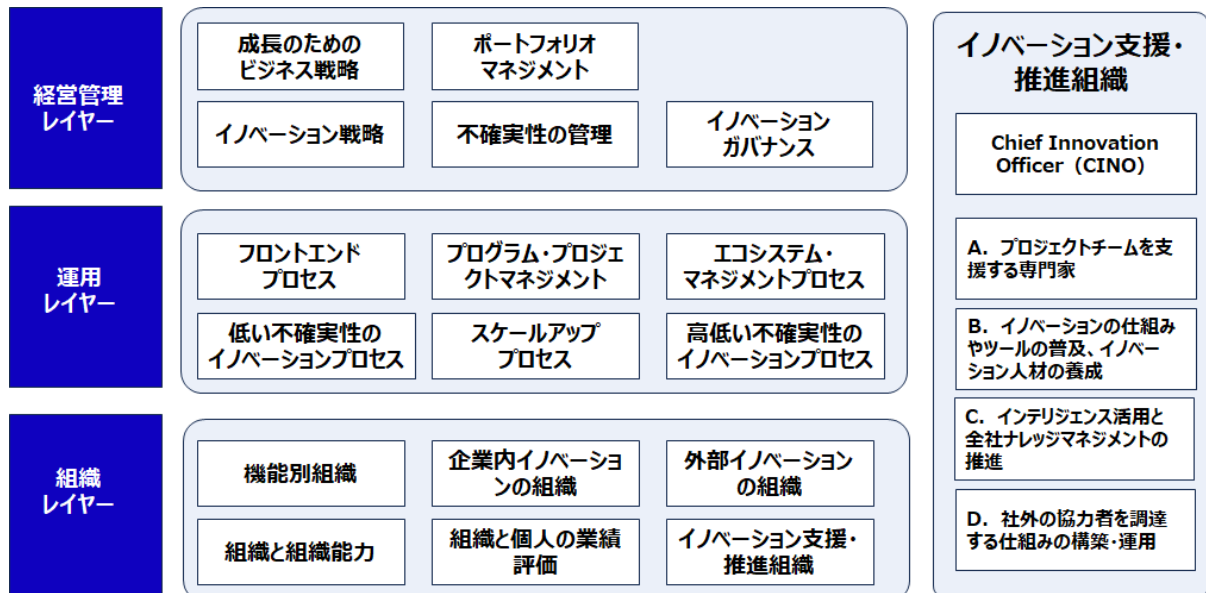 経営管理
レイヤー
成長のための
ビジネス戦略
ポートフォリオ
マネジメント
イノベーション戦略
不確実性の管理
イノベーション
ガバナンス
運用
レイヤー
フロントエンド
プロセス
プログラム・プロジェ
クトマネジメント
エコシステム・
マネジメントプロセス
低い不確実性の
イノベーションプロセス
スケールアップ
プロセス
高低い不確実性の
イノベーションプロセス
組織
レイヤー
機能別組織
企業内イノベーショ
ンの組織
外部イノベーション
の組織
組織と組織能力
組織と個人の業績
評価
イノベーション支援・
推進組織
イノベーション支援・
推進組織
Chief Innovation
Officer（CINO）
A．プロジェクトチームを支
援する専門家
B．イノベーションの仕組み
やツールの普及、イノベー
ション人材の養成
C．インテリジェンス活用と
全社ナレッジマネジメントの
推進
D．社外の協力者を調達
する仕組みの構築・運用